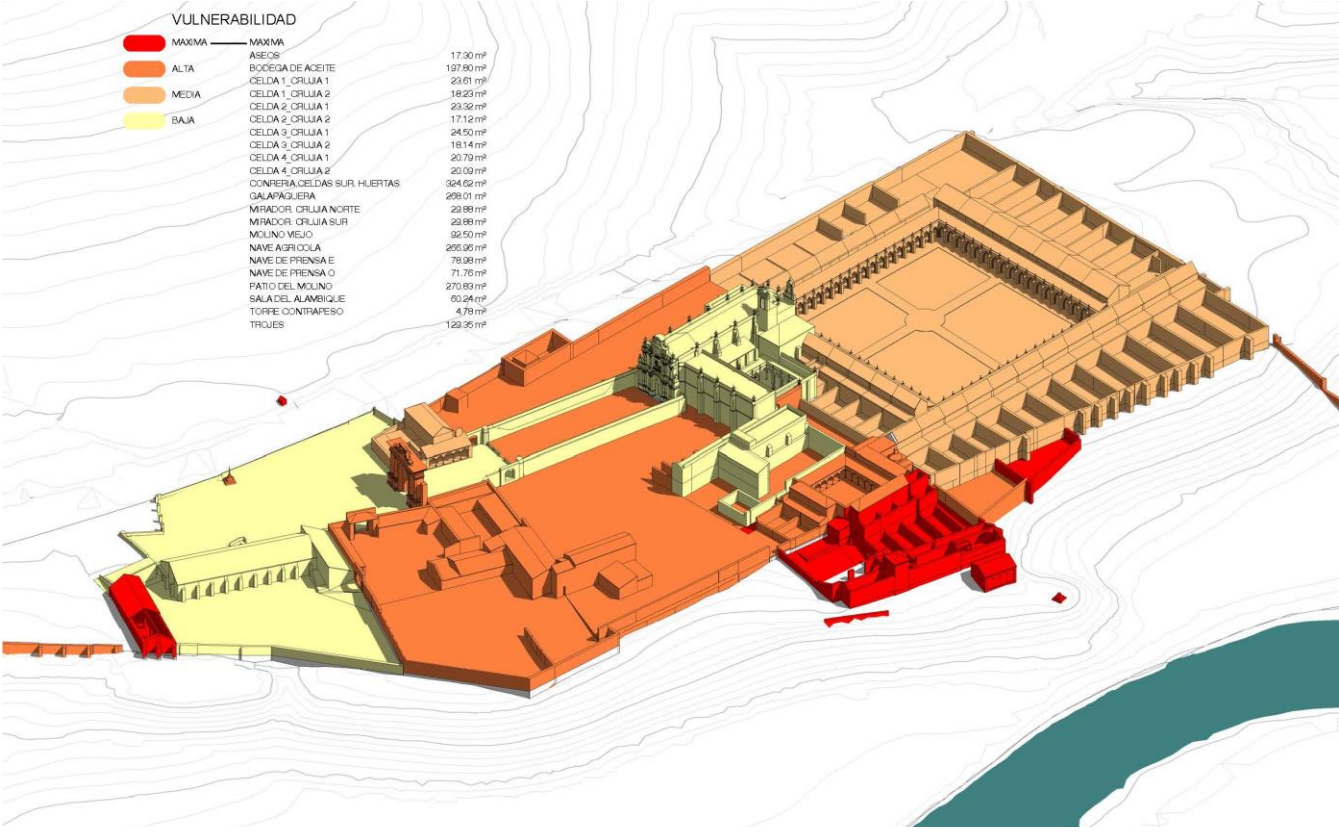 VULNERABILIDAD
MAXIMA MAXIMA
ASEOS 17.30 m²
ALTA BODEGA DE ACEITE 197.80 m²
CELDA 1_CRUJIA 1 23.61 m²
MEDIA CELDA 1_CRUJIA 2 18.23 m²
CELDA 2_CRUJIA 1 23.32 m²
BAJA CELDA 2_CRUJIA 2 17.12 m²
CELDA 3_CRUJIA 1 24.50 m²
CELDA 3_CRUJIA 2 18.14 m²
CELDA 4_CRUJIA 1 20.79 m²
CELDA 4_CRUJIA 2 20.09 m²
CONRERIA,CELDAS SUR. HUERTAS 324.62 m²
GALAPAGUERA 268.01 m²
MIRADOR. CRUJIA NORTE 29.88 m²
MIRADOR. CRUJIA SUR 29.88 m²
MOLINO VIEJO 92.50 m²
NAVE AGRICOLA 266.96 m²
NAVE DE PRENSA E 78.98 m²
NAVE DE PRENSA O 71.76 m²
PATIO DEL MOLINO 270.83 m²
SALA DEL ALAMBIQUE 60.24 m²
TORRE CONTRAPESO 4.78 m²
TROJES 129.35 m²